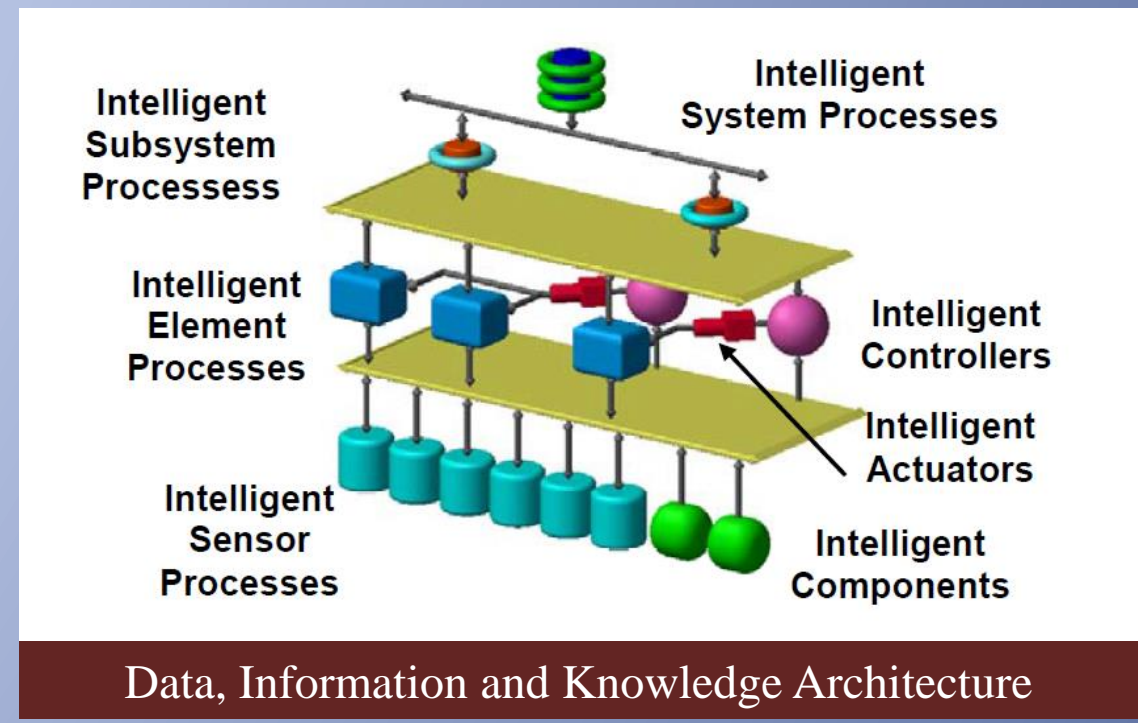 Intelligent
Subsystem
Processess
Intelligent
System Processes
Intelligent
Element
Processes
Intelligent
Controllers
Intelligent
Actuators
Intelligent
Sensor
Processes
Intelligent
Components
Data, Information and Knowledge Architecture